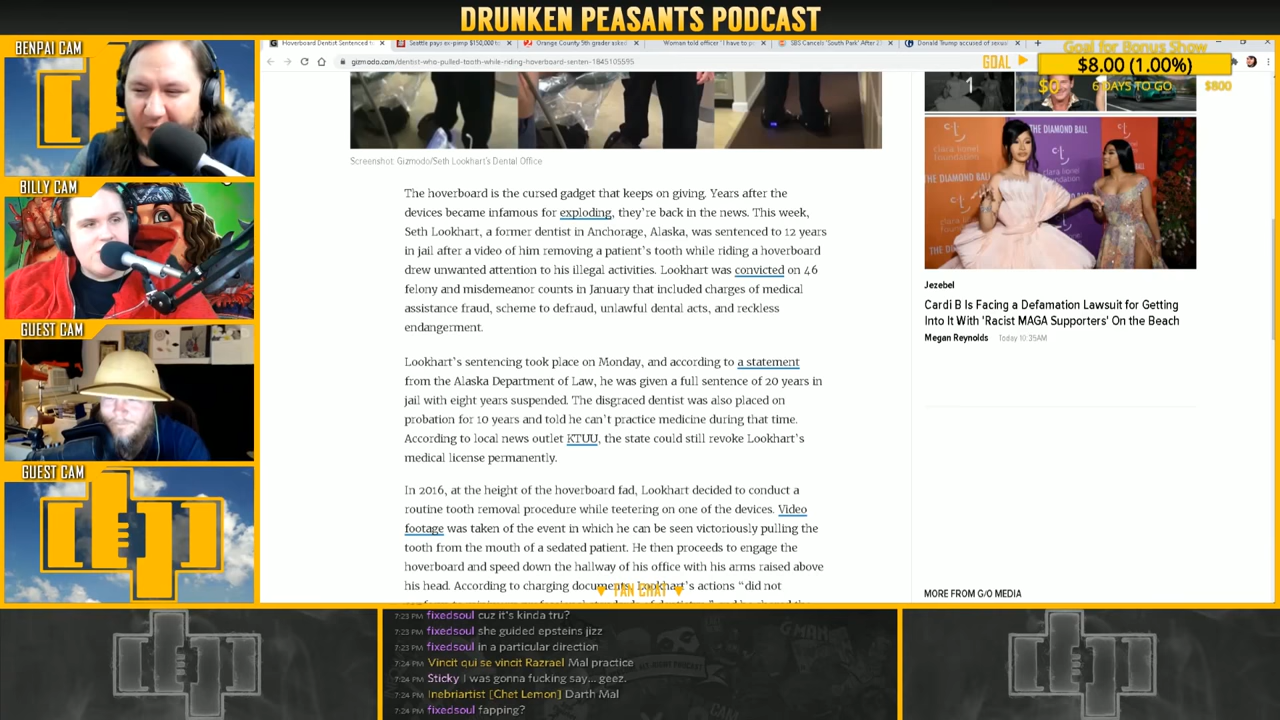 DRUNKEN PEASANTS PODCAST
BENPAI CAM
BILLY CAM
GUEST CAM
GUEST CAM
Hoverboard Dentist Sentenced t
Seattle pays ex-pimp $150,000 t
Orange County 5th grader asked
Woman told officer 'I have to p
SBS Cancels 'South Park' After 2
Donald Trump accused of sexu
gizmodo.com/dentist-who-pulled-tooth-while-riding-hoverboard-senten-1845105595
GOAL
Goal for Bonus Show
$8.00 (1.00%)
$0
6 DAYS TO GO
$800
1
Screenshot: Gizmodo/Seth Lookhart's Dental Office
The hoverboard is the cursed gadget that keeps on giving. Years after the
devices became infamous for exploding, they're back in the news. This week,
Seth Lookhart, a former dentist in Anchorage, Alaska, was sentenced to 12 years
in jail after a video of him removing a patient's tooth while riding a hoverboard
drew unwanted attention to his illegal activities. Lookhart was convicted on 46
felony and misdemeanor counts in January that included charges of medical
assistance fraud, scheme to defraud, unlawful dental acts, and reckless
endangerment.
Lookhart's sentencing took place on Monday, and according to a statement
from the Alaska Department of Law, he was given a full sentence of 20 years in
jail with eight years suspended. The disgraced dentist was also placed on
probation for 10 years and told he can't practice medicine during that time.
According to local news outlet KTUU, the state could still revoke Lookhart's
medical license permanently.
In 2016, at the height of the hoverboard fad, Lookhart decided to conduct a
routine tooth removal procedure while teetering on one of the devices. Video
footage was taken of the event in which he can be seen victoriously pulling the
tooth from the mouth of a sedated patient. He then proceeds to engage the
hoverboard and speed down the hallway of his office with his arms raised above
his head. According to charging documents, Lookhart's actions "did not
THE DIAMOND BALL
clara lionel
foundation
Jezebel
Cardi B Is Facing a Defamation Lawsuit for Getting
Into It With 'Racist MAGA Supporters' On the Beach
Megan Reynolds Today 10:35AM
MORE FROM G/O MEDIA
FAN CHAT
7:23 PM fixedsoul cuz it's kinda tru?
7:23 PM fixedsoul she guided epsteins jizz
7:23 PM fixedsoul in a particular direction
7:24 PM Vincit qui se vincit Razrael Mal practice
7:24 PM Sticky I was gonna fucking say... geez.
7:24 PM Inebriartist [Chet Lemon] Darth Mal
7:24 PM fixedsoul fapping?